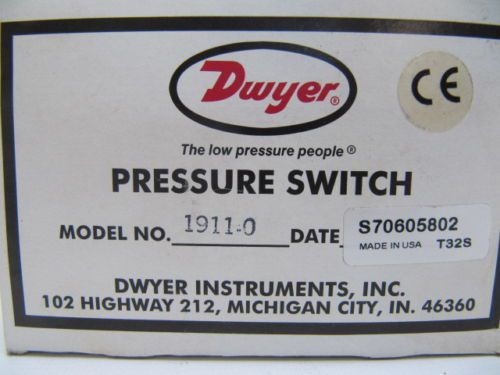 Dwyer®
CE
The low pressure people®
PRESSURE SWITCH
MODEL NO. 1911-0 DATE
S70605802
MADE IN USA T32S
DWYER INSTRUMENTS, INC.
102 HIGHWAY 212, MICHIGAN CITY, IN. 46360